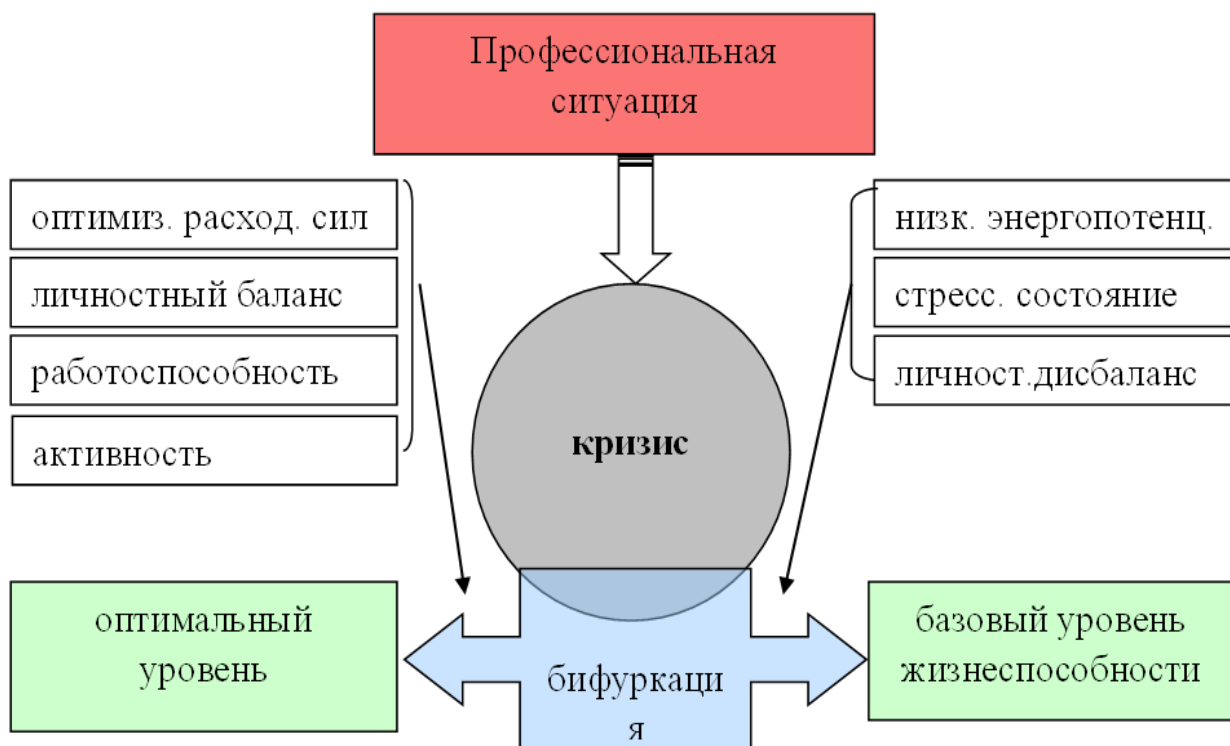 Профессиональная
ситуация
оптимиз. расход. сил
личностный баланс
работоспособность
активность
низк. энергопотенц.
стресс. состояние
личност.дисбаланс
кризис
оптимальный
уровень
бифуркаци
я
базовый уровень
жизнеспособности